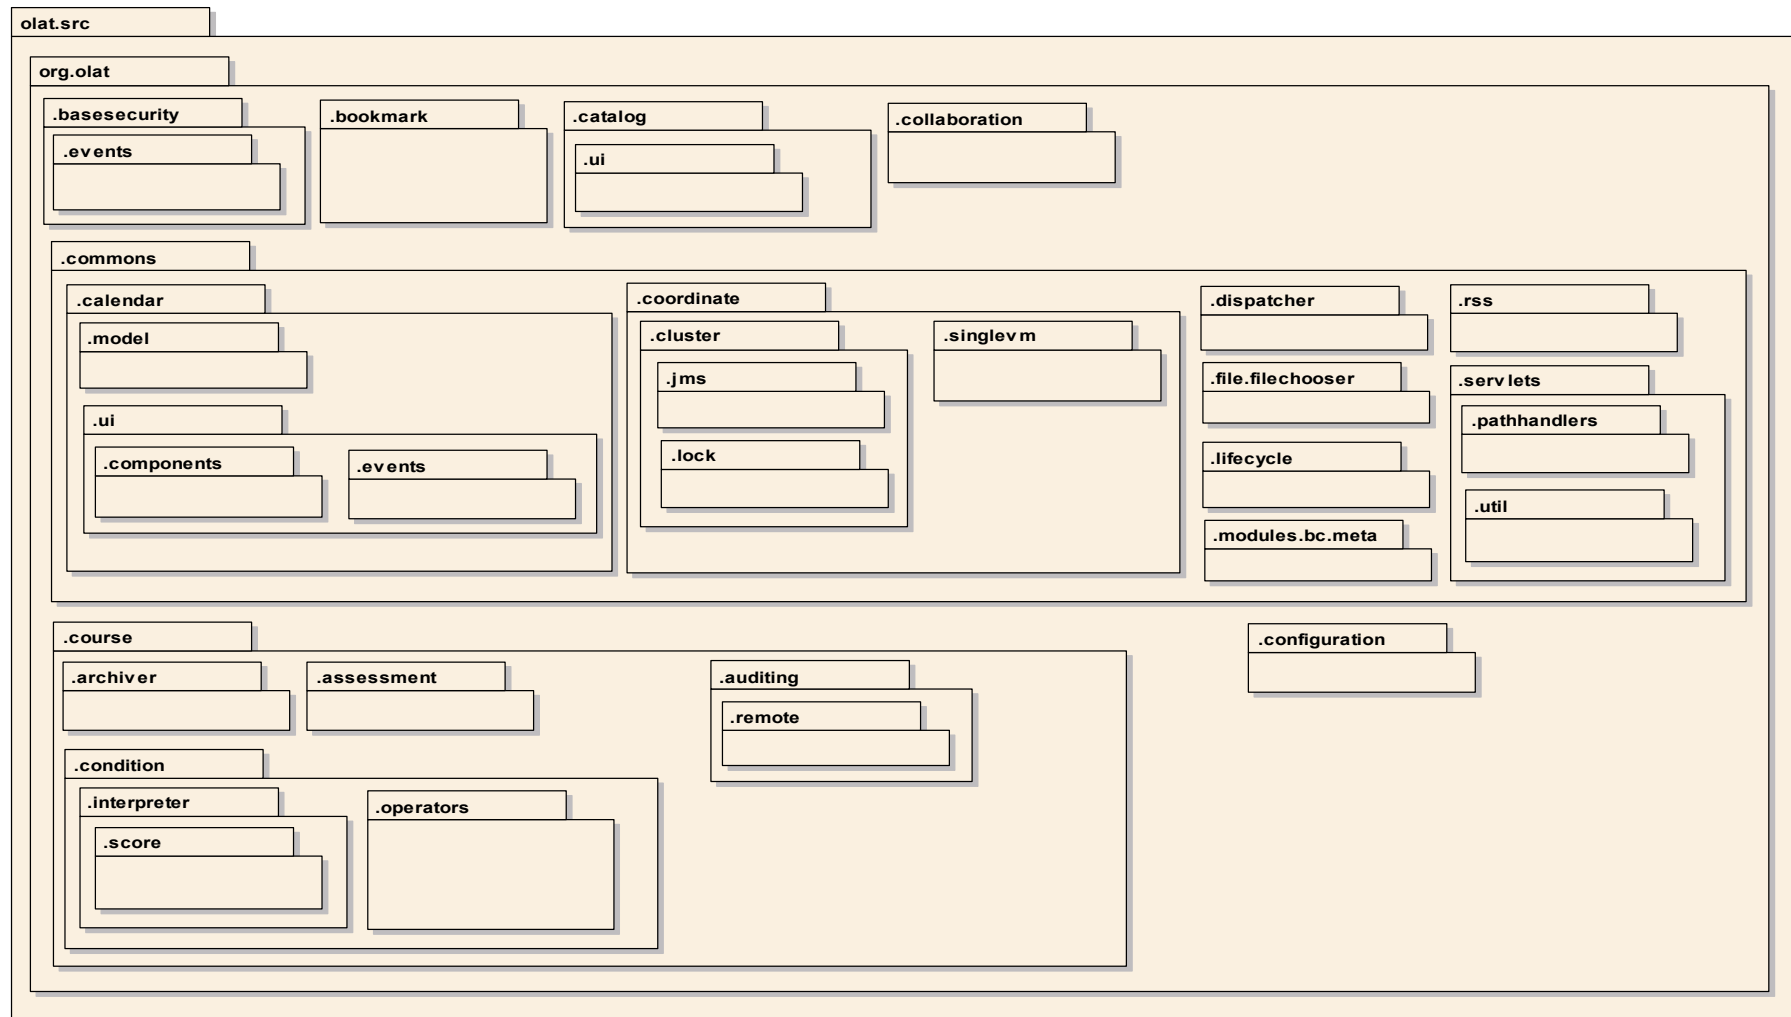 olat.src
org.olat
.basesecurity
.events
.bookmark
.catalog
.ui
.collaboration
.commons
.calendar
.model
.ui
.components
.events
.coordinate
.cluster
.jms
.lock
.singlevm
.dispatcher
.file.filechooser
.lifecycle
.modules.bc.meta
.rss
.servlets
.pathhandlers
.util
.course
.archiver
.assessment
.auditing
.remote
.condition
.interpreter
.score
.operators
.configuration